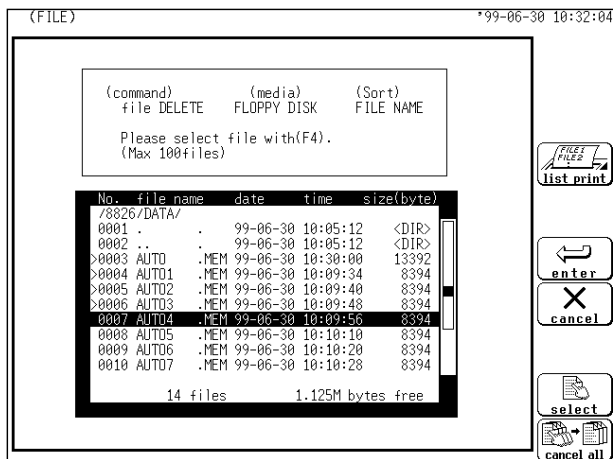 (FILE) '99-06-30 10:32:04
(command) (media) (Sort)
file DELETE FLOPPY DISK FILE NAME
Please select file with(F4).
(Max 100files)
No. file name date time size(byte)
/8826/DATA/
0001 . . 99-06-30 10:05:12 <DIR>
0002 .. . 99-06-30 10:05:12 <DIR>
>0003 AUTO .MEM 99-06-30 10:30:00 13392
>0004 AUTO1 .MEM 99-06-30 10:09:34 8394
>0005 AUTO2 .MEM 99-06-30 10:09:40 8394
>0006 AUTO3 .MEM 99-06-30 10:09:48 8394
0007 AUTO4 .MEM 99-06-30 10:09:56 8394
0008 AUTO5 .MEM 99-06-30 10:10:10 8394
0009 AUTO6 .MEM 99-06-30 10:10:20 8394
0010 AUTO7 .MEM 99-06-30 10:10:28 8394
14 files 1.125M bytes free
FILE1
FILE2
list print
enter
cancel
select
cancel all